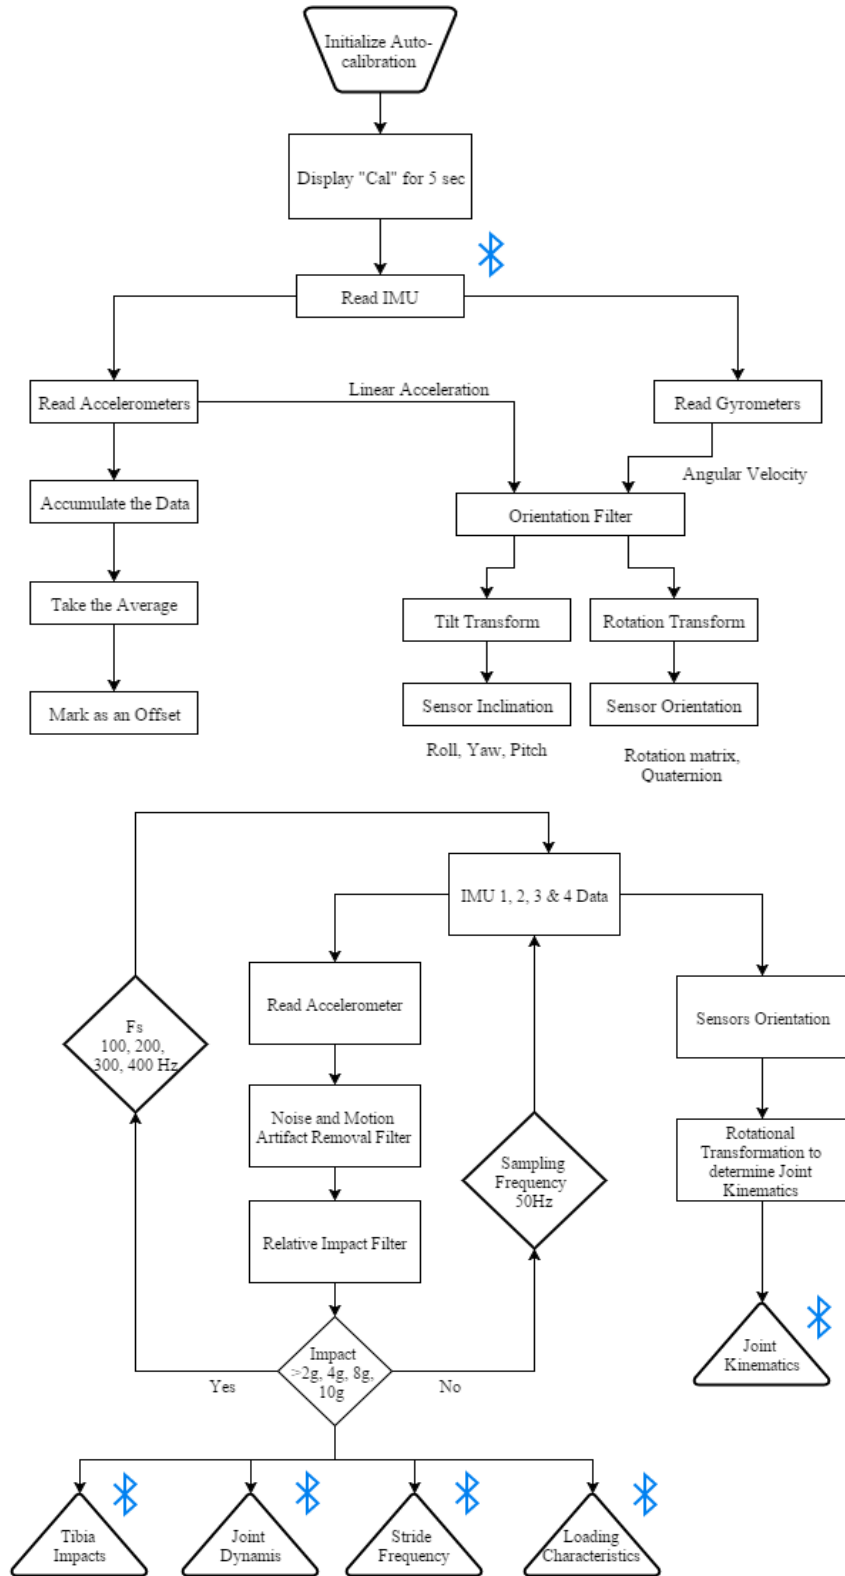 Initialize Auto-
calibration
Display "Cal" for 5 sec
Read IMU
Read Accelerometers
Linear Acceleration
Read Gyrometers
Angular Velocity
Accumulate the Data
Orientation Filter
Take the Average
Tilt Transform
Rotation Transform
Mark as an Offset
Sensor Inclination
Sensor Orientation
Roll, Yaw, Pitch
Rotation matrix,
Quaternion
IMU 1, 2, 3 & 4 Data
Read Accelerometer
Sensors Orientation
Fs
100, 200,
300, 400 Hz
Noise and Motion
Artifact Removal Filter
Sampling
Frequency
50Hz
Rotational
Transformation to
determine Joint
Kinematics
Relative Impact Filter
Impact
>2g, 4g, 8g,
10g
Yes
No
Joint
Kinematics
Tibia
Impacts
Joint
Dynamis
Stride
Frequency
Loading
Characteristics